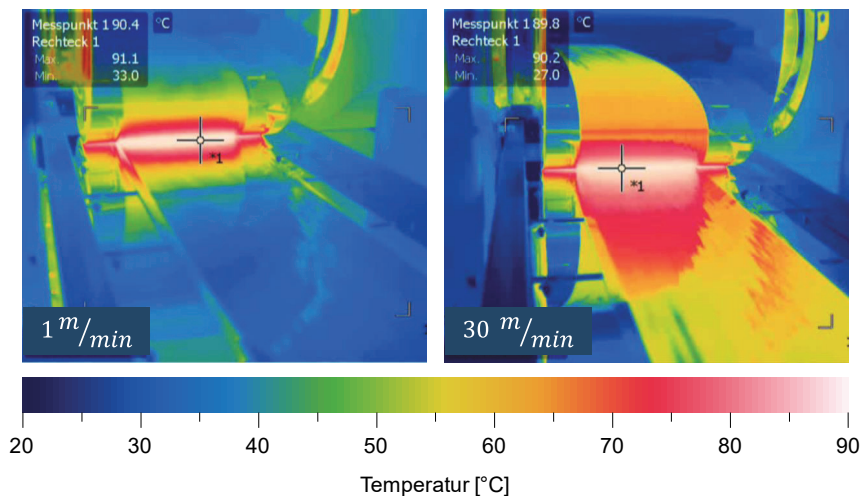 Messpunkt 1 90.4 °C
Rechteck 1
Max. 91.1
Min. 33.0
*1
1 m/min
Messpunkt 1 89.8 °C
Rechteck 1
Max. 90.2
Min. 27.0
*1
30 m/min
20 30 40 50 60 70 80 90
Temperatur [°C]